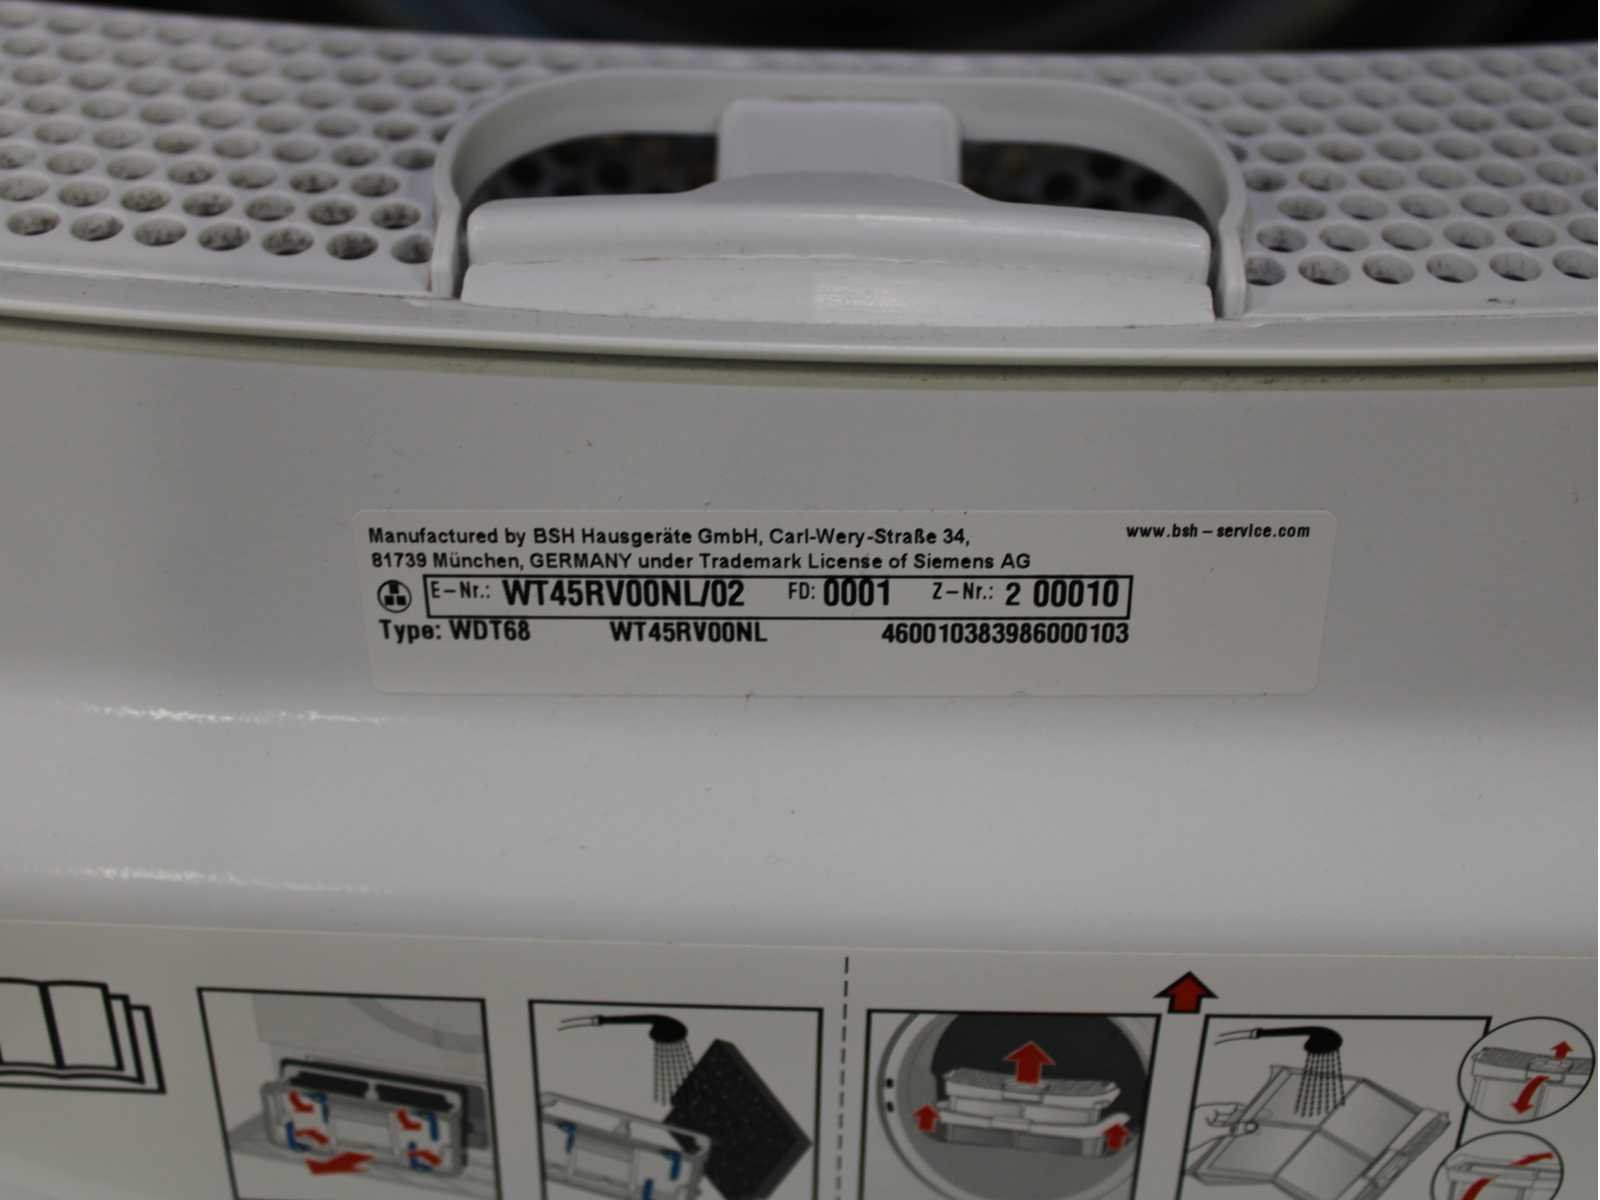 Manufactured by BSH Hausgeräte GmbH, Carl-Wery-Straße 34,
www.bsh-service.com
81739 München, GERMANY under Trademark License of Siemens AG
E-Nr.: WT45RV00NL/02 FD: 0001 Z-Nr.: 2 00010
Type: WDT68 WT45RV00NL 460010383986000103